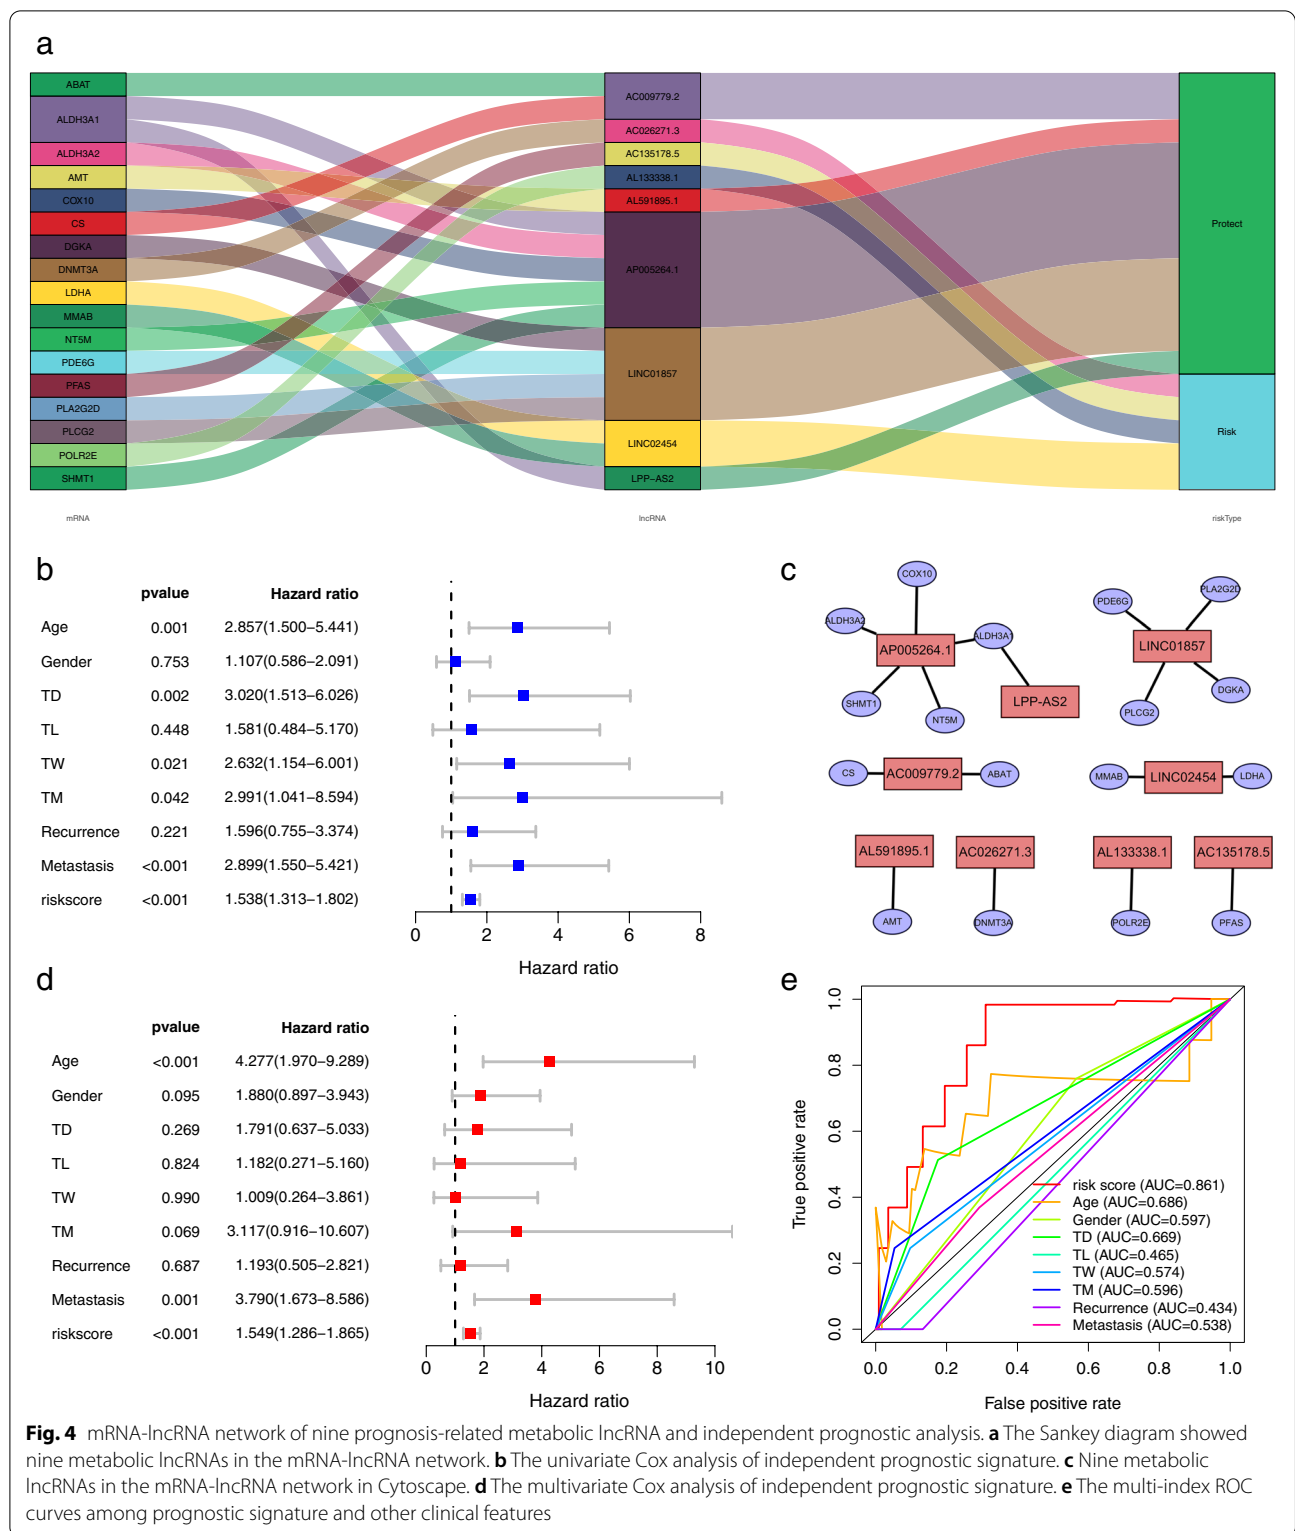 a
ABAT
ALDH3A1
ALDH3A2
AMT
COX10
CS
DGKA
DNMT3A
LDHA
MMAB
NT5M
PDE6G
PFAS
PLA2G2D
PLCG2
POLR2E
SHMT1
mRNA
AC009779.2
AC026271.3
AC135178.5
AL133338.1
AL591895.1
AP005264.1
LINC01857
LINC02454
LPP−AS2
lncRNA
Protect
Risk
riskType
b
pvalue Hazard ratio
Age 0.001 2.857(1.500−5.441)
Gender 0.753 1.107(0.586−2.091)
TD 0.002 3.020(1.513−6.026)
TL 0.448 1.581(0.484−5.170)
TW 0.021 2.632(1.154−6.001)
TM 0.042 2.991(1.041−8.594)
Recurrence 0.221 1.596(0.755−3.374)
Metastasis <0.001 2.899(1.550−5.421)
riskscore <0.001 1.538(1.313−1.802)
0 2 4 6 8
Hazard ratio
c
COX10
ALDH3A2
ALDH3A1
AP005264.1
LPP-AS2
SHMT1
NT5M
PDE6G
PLA2G2D
LINC01857
DGKA
PLCG2
CS AC009779.2 ABAT
MMAB LINC02454 LDHA
AL591895.1 AC026271.3 AL133338.1 AC135178.5
AMT DNMT3A POLR2E PFAS
d
pvalue Hazard ratio
Age <0.001 4.277(1.970−9.289)
Gender 0.095 1.880(0.897−3.943)
TD 0.269 1.791(0.637−5.033)
TL 0.824 1.182(0.271−5.160)
TW 0.990 1.009(0.264−3.861)
TM 0.069 3.117(0.916−10.607)
Recurrence 0.687 1.193(0.505−2.821)
Metastasis 0.001 3.790(1.673−8.586)
riskscore <0.001 1.549(1.286−1.865)
0 2 4 6 8 10
Hazard ratio
e
True positive rate
1.0
0.8
0.6
0.4
0.2
0.0
risk score (AUC=0.861)
Age (AUC=0.686)
Gender (AUC=0.597)
TD (AUC=0.669)
TL (AUC=0.465)
TW (AUC=0.574)
TM (AUC=0.596)
Recurrence (AUC=0.434)
Metastasis (AUC=0.538)
0.0 0.2 0.4 0.6 0.8 1.0
False positive rate
Fig. 4 mRNA-lncRNA network of nine prognosis-related metabolic lncRNA and independent prognostic analysis. a The Sankey diagram showed
nine metabolic lncRNAs in the mRNA-lncRNA network. b The univariate Cox analysis of independent prognostic signature. c Nine metabolic
lncRNAs in the mRNA-lncRNA network in Cytoscape. d The multivariate Cox analysis of independent prognostic signature. e The multi-index ROC
curves among prognostic signature and other clinical features